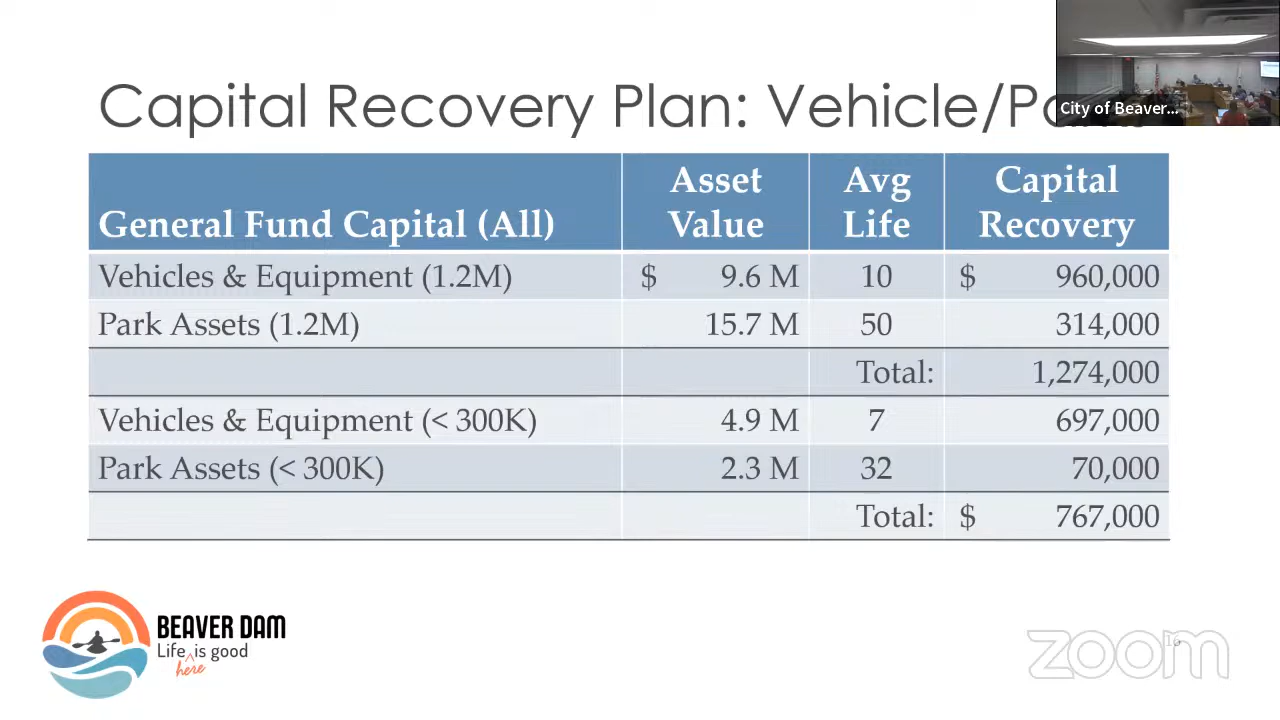 Capital Recovery Plan: Vehicle/
City of Beaver...
General Fund Capital (All) Asset Value Avg Life Capital Recovery
Vehicles & Equipment (1.2M) $ 9.6 M 10 $ 960,000
Park Assets (1.2M) 15.7 M 50 314,000
Total: 1,274,000
Vehicles & Equipment (< 300K) 4.9 M 7 697,000
Park Assets (< 300K) 2.3 M 32 70,000
Total: $ 767,000
BEAVER DAM
Life is good
here
16
zoom